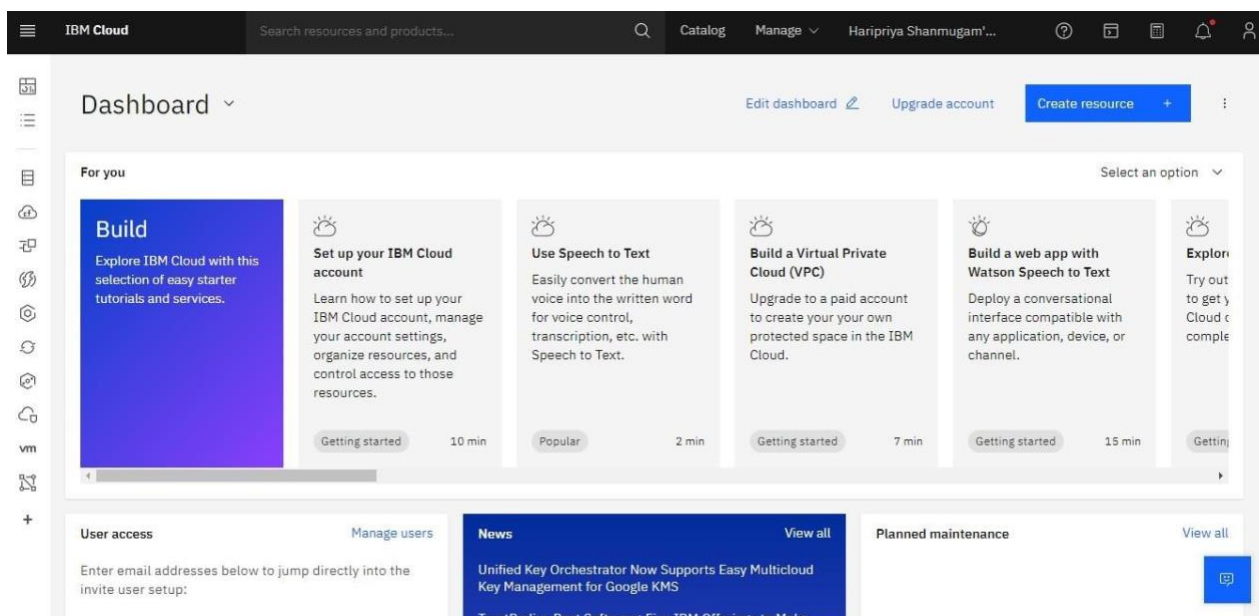 IBM Cloud
Search resources and products...
Catalog
Manage
Haripriya Shanmugam'...
Dashboard
Edit dashboard
Upgrade account
Create resource +
For you
Select an option
Build
Explore IBM Cloud with this
selection of easy starter
tutorials and services.
Set up your IBM Cloud
account
Learn how to set up your
IBM Cloud account, manage
your account settings,
organize resources, and
control access to those
resources.
Getting started
10 min
Use Speech to Text
Easily convert the human
voice into the written word
for voice control,
transcription, etc. with
Speech to Text.
Popular
2 min
Build a Virtual Private
Cloud (VPC)
Upgrade to a paid account
to create your your own
protected space in the IBM
Cloud.
Getting started
7 min
Build a web app with
Watson Speech to Text
Deploy a conversational
interface compatible with
any application, device, or
channel.
Getting started
15 min
Try out
to get
Cloud
vm
User access
Manage users
Enter email addresses below to jump directly into the
invite user setup:
News
View all
Unified Key Orchestrator Now Supports Easy Multicloud
Key Management for Google KMS
Planned maintenance
View all